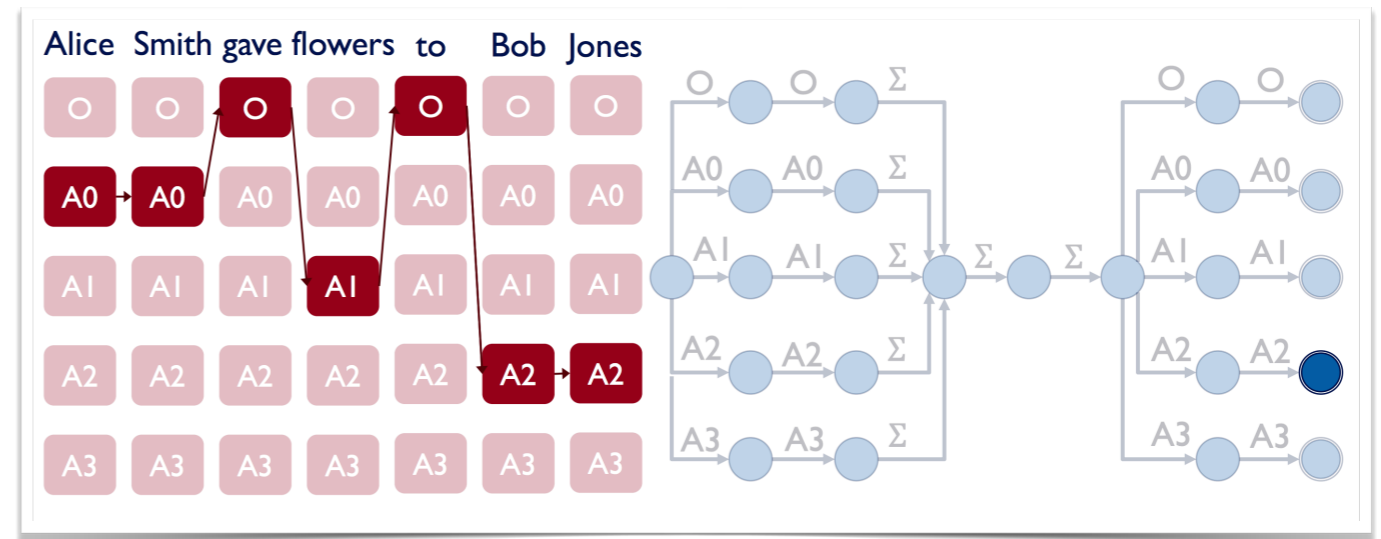 Alice Smith gave flowers to Bob Jones
O O O O O O O
A0 A0 A0 A0 A0 A0 A0
A1 A1 A1 A1 A1 A1 A1
A2 A2 A2 A2 A2 A2 A2
A3 A3 A3 A3 A3 A3 A3
O O Σ O O
A0 A0 Σ A0 A0
A1 A1 Σ Σ Σ A1 A1
A2 A2 Σ A2 A2
A3 A3 Σ A3 A3